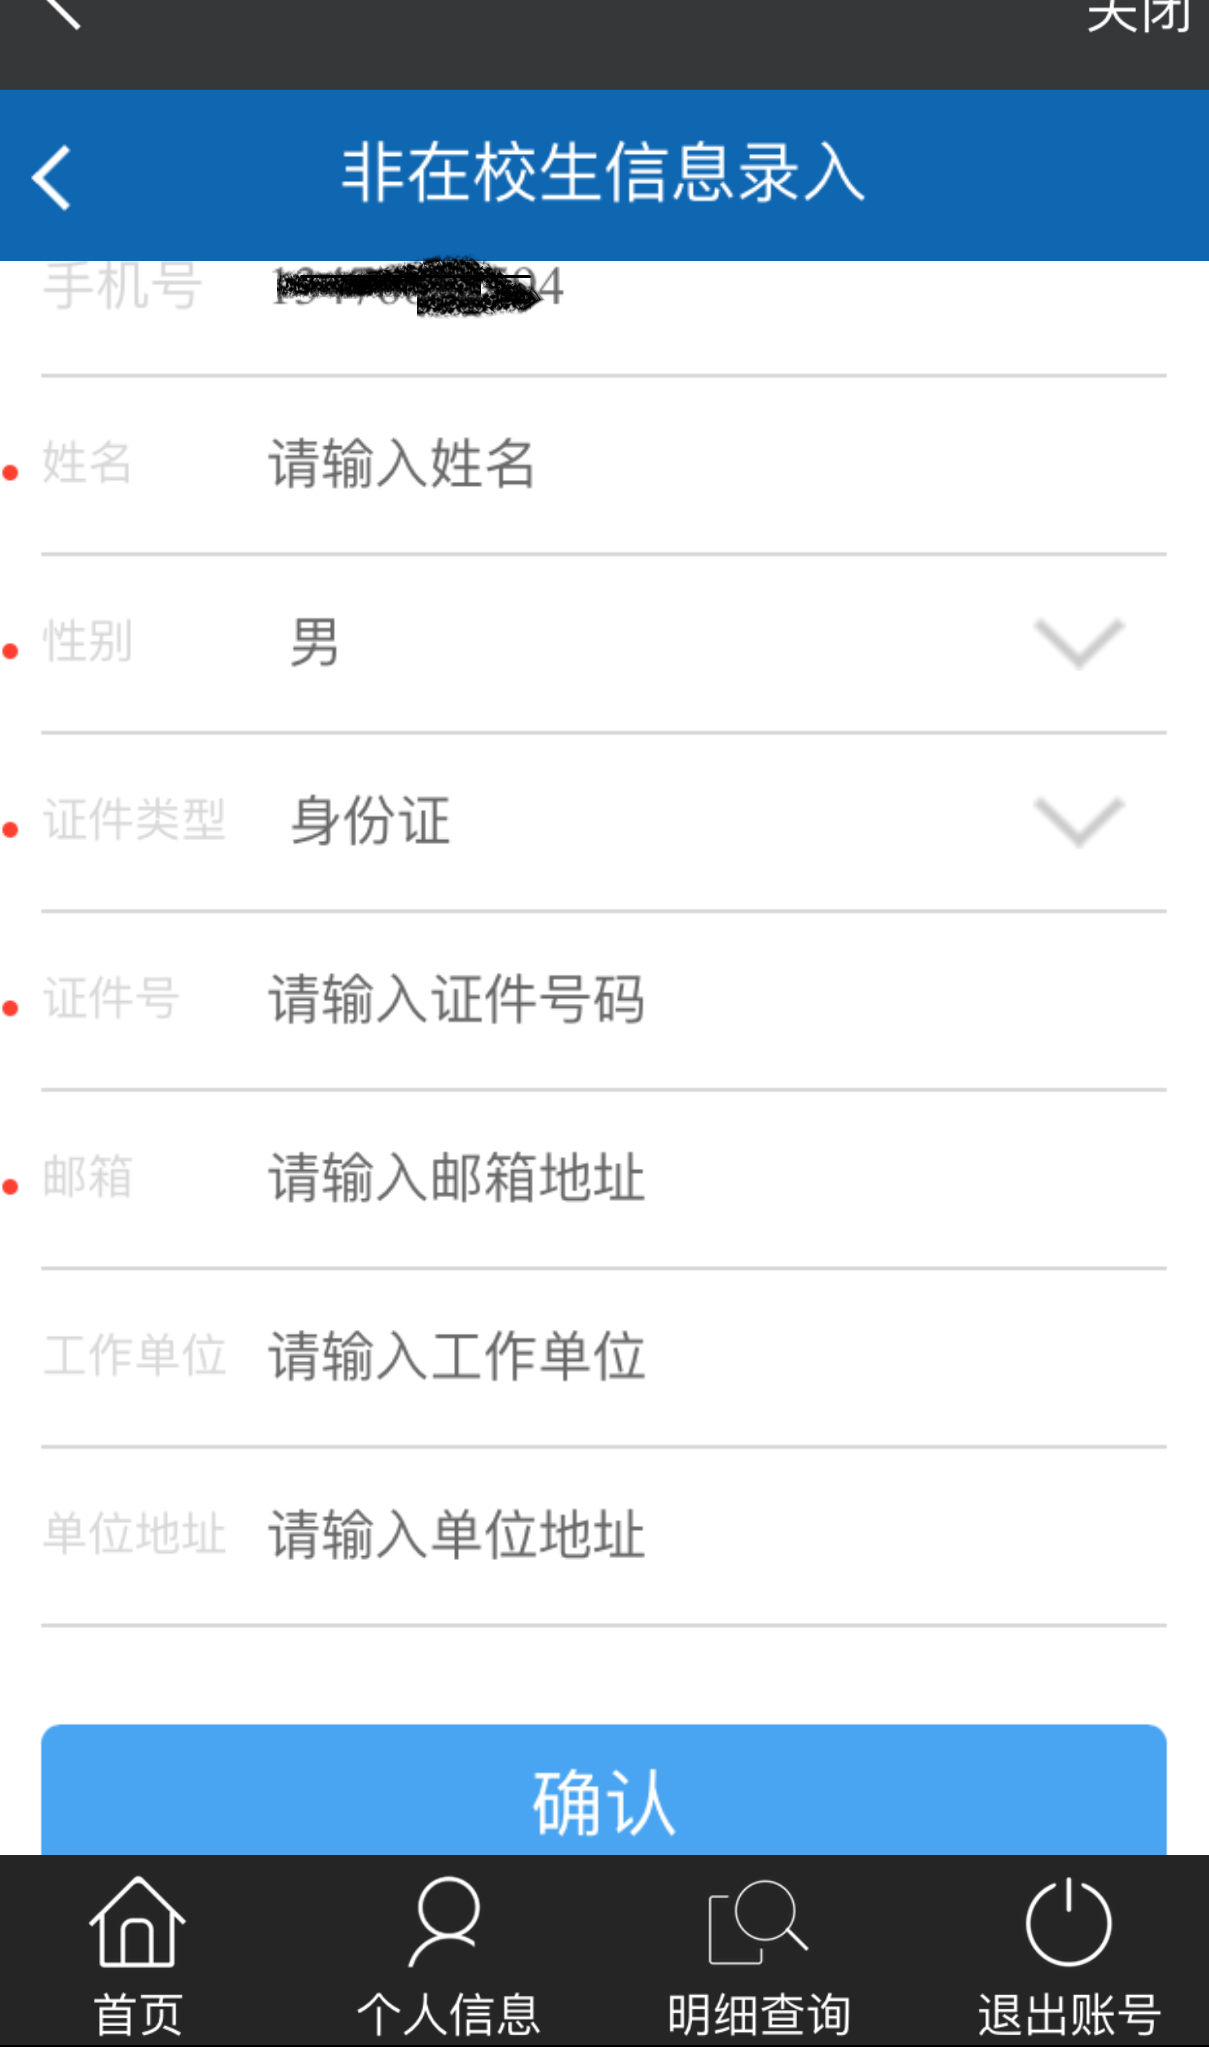 关闭
非在校生信息录入
手机号
姓名 请输入姓名
性别 男
证件类型 身份证
证件号 请输入证件号码
邮箱 请输入邮箱地址
工作单位 请输入工作单位
单位地址 请输入单位地址
确认
首页 个人信息 明细查询 退出账号